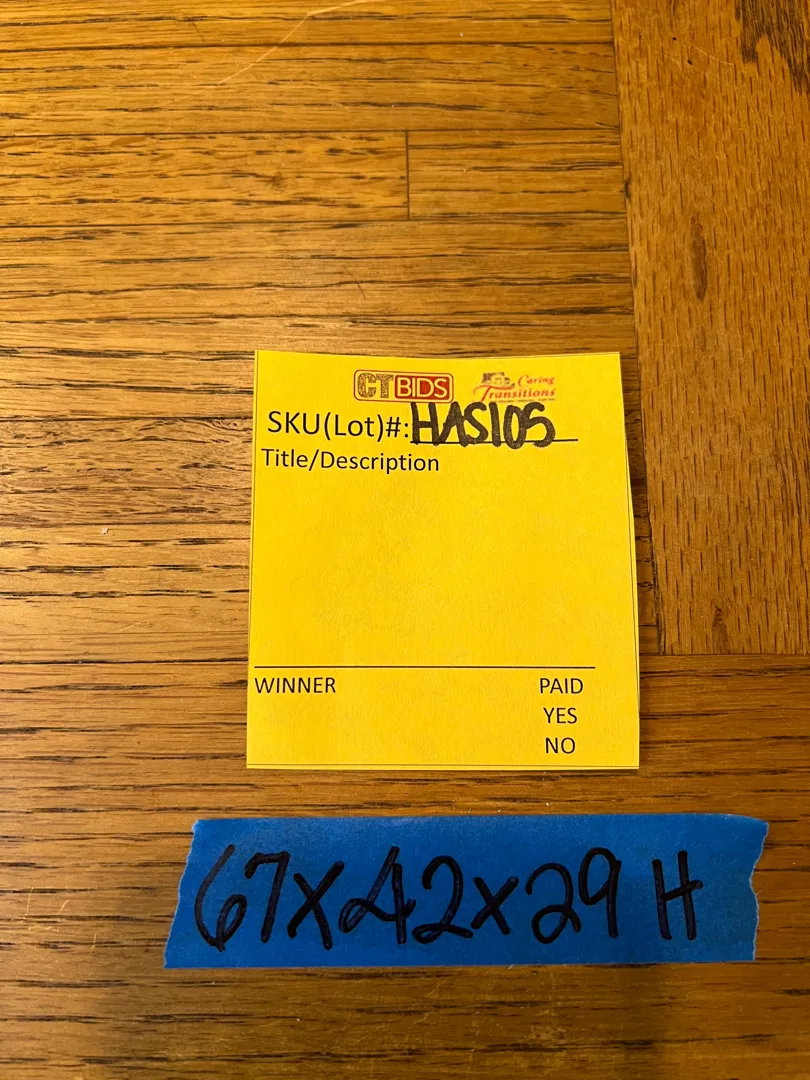 CTBIDS
Caring
Transitions
SKU(Lot)#: HAS105
Title/Description
WINNER
PAID
YES
NO
67x42x29 H